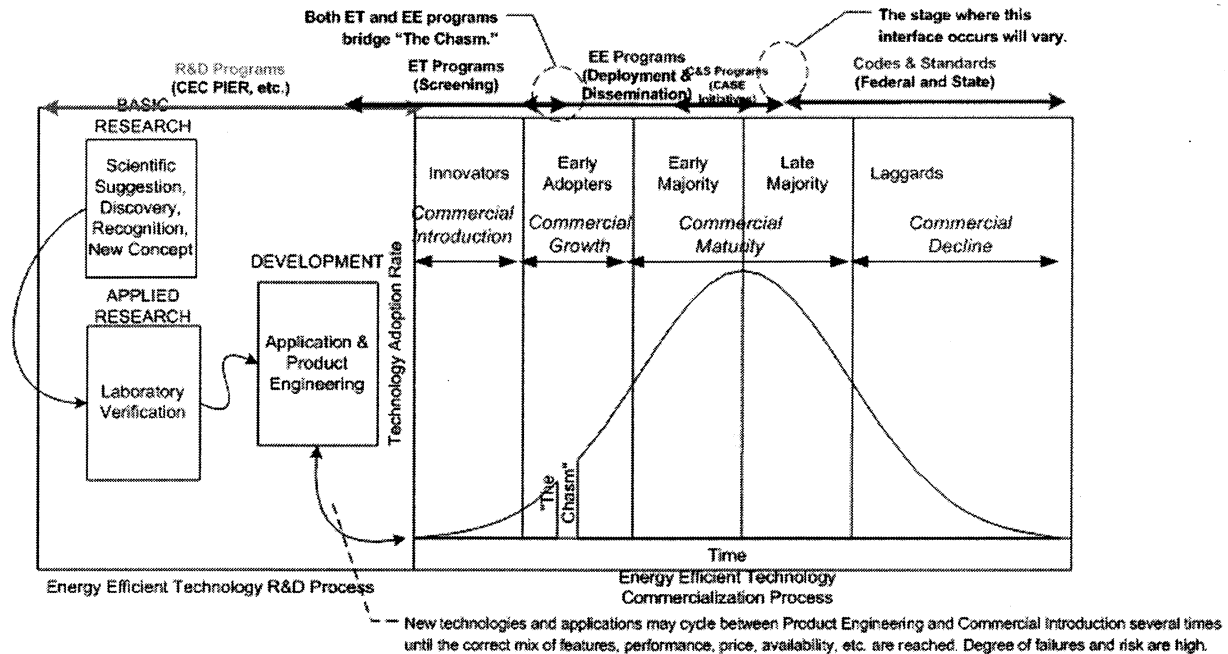 Both ET and EE programs
bridge "The Chasm."
The stage where this
interface occurs will vary.
R&D Programs
(CEC PIER, etc.)
ET Programs
(Screening)
EE Programs
(Deployment &
Dissemination)
C&S Programs
(CASE
Initiatives)
Codes & Standards
(Federal and State)
BASIC
RESEARCH
Scientific
Suggestion,
Discovery,
Recognition,
New Concept
APPLIED
RESEARCH
Laboratory
Verification
DEVELOPMENT
Application &
Product
Engineering
Technology Adoption Rate
Innovators
Early
Adopters
Early
Majority
Late
Majority
Laggards
Commercial
Introduction
Commercial
Growth
Commercial
Maturity
Commercial
Decline
"The
Chasm"
Time
Energy Efficient Technology R&D Process
Energy Efficient Technology
Commercialization Process
New technologies and applications may cycle between Product Engineering and Commercial Introduction several times
until the correct mix of features, performance, price, availability, etc. are reached. Degree of failures and risk are high.